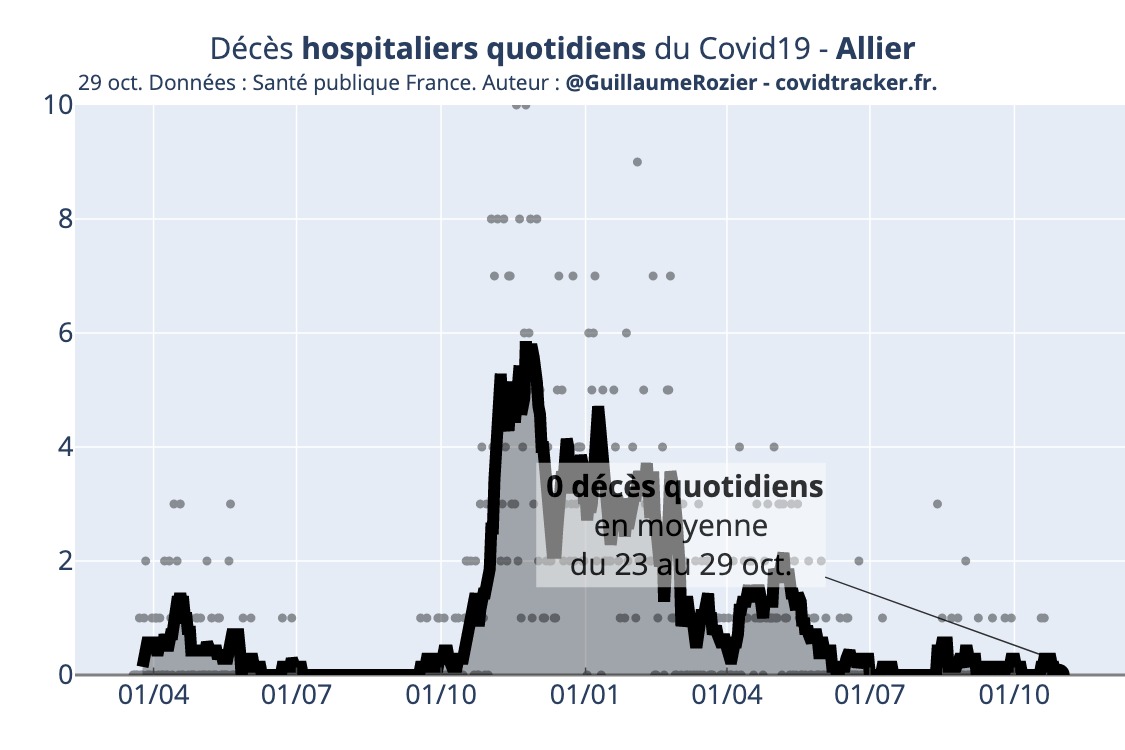 Décès hospitaliers quotidiens du Covid19 - Allier
29 oct. Données : Santé publique France. Auteur : @GuillaumeRozier - covidtracker.fr.
10
8
6
4
2
0
0 décès quotidiens
en moyenne
du 23 au 29 oct.
01/04 01/07 01/10 01/01 01/04 01/07 01/10